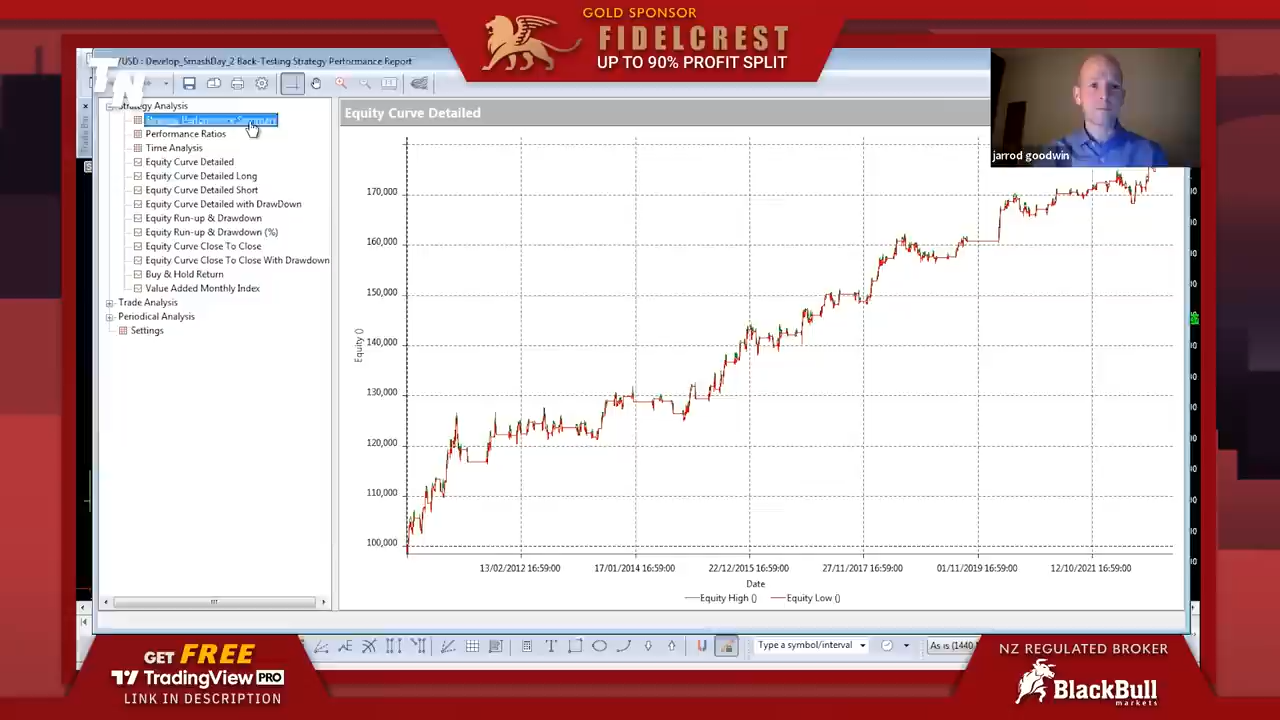 GOLD SPONSOR
FIDELCREST
UP TO 90% PROFIT SPLIT
TN
/USD : Develop_SmashDay_2 Back-Testing Strategy Performance Report
Strategy Analysis
Performance Ratios
Time Analysis
Equity Curve Detailed
Equity Curve Detailed Long
Equity Curve Detailed Short
Equity Curve Detailed with DrawDown
Equity Run-up & Drawdown
Equity Run-up & Drawdown (%)
Equity Curve Close To Close
Equity Curve Close To Close With Drawdown
Buy & Hold Return
Value Added Monthly Index
Trade Analysis
Periodical Analysis
Settings
Equity Curve Detailed
jarrod goodwin
170,000
160,000
150,000
140,000
130,000
120,000
110,000
100,000
Equity ()
13/02/2012 16:59:00
17/01/2014 16:59:00
22/12/2015 16:59:00
27/11/2017 16:59:00
01/11/2019 16:59:00
12/10/2021 16:59:00
Date
Equity High ()
Equity Low ()
Type a symbol/interval
As is (1440
GET FREE
TradingView PRO
LINK IN DESCRIPTION
NZ REGULATED BROKER
BlackBull
markets